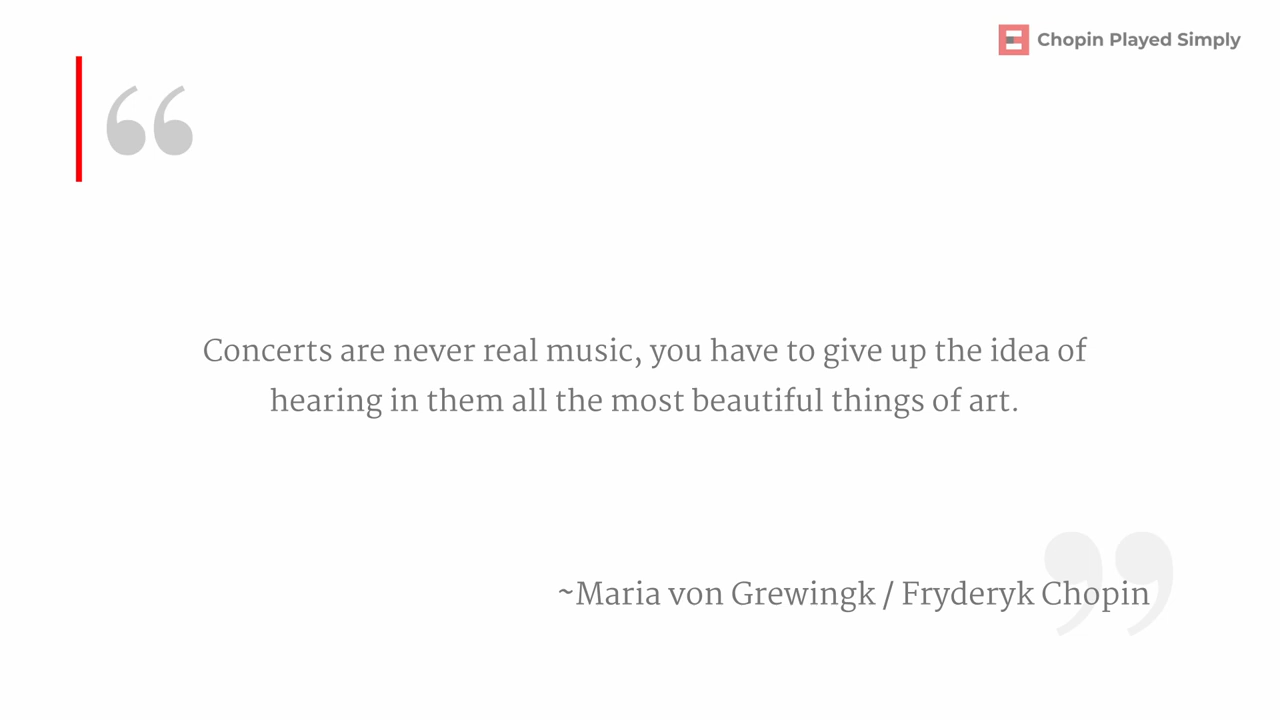 Chopin Played Simply
“
Concerts are never real music, you have to give up the idea of
hearing in them all the most beautiful things of art.
”
~Maria von Grewingk / Fryderyk Chopin